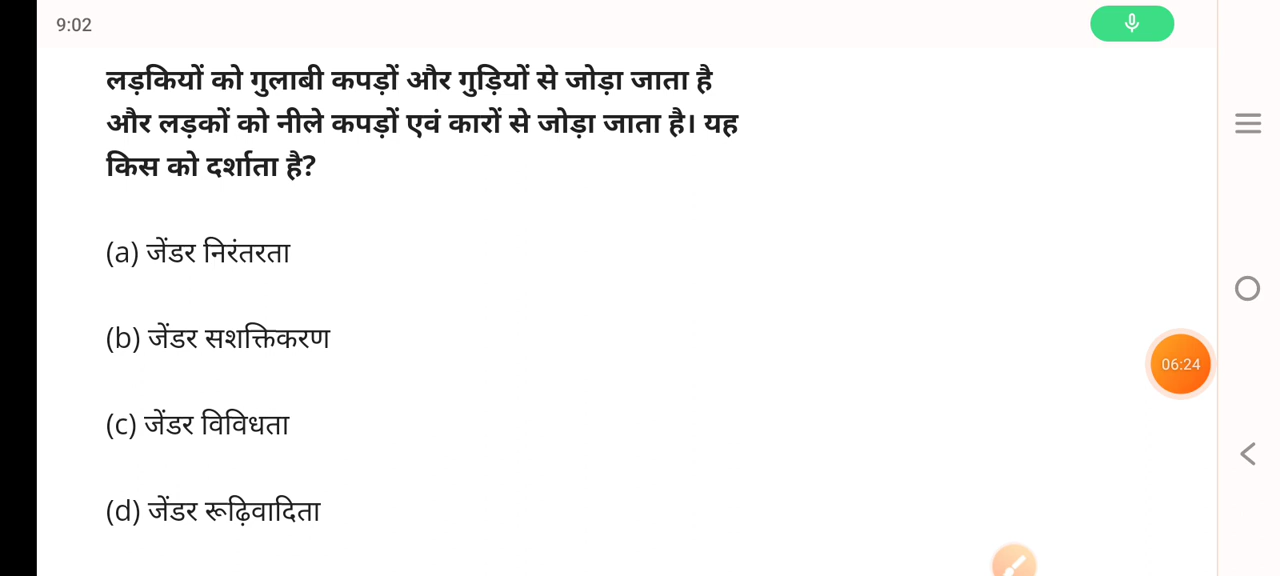 9:02
लड़कियों को गुलाबी कपड़ों और गुड़ियों से जोड़ा जाता है
और लड़कों को नीले कपड़ों एवं कारों से जोड़ा जाता है। यह
किस को दर्शाता है?
(a) जेंडर निरंतरता
(b) जेंडर सशक्तिकरण
(c) जेंडर विविधता
(d) जेंडर रूढ़िवादिता
06:24